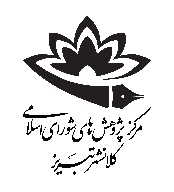 مرکز پژوهش های شورای اسلامی
کلانشهر تبریز